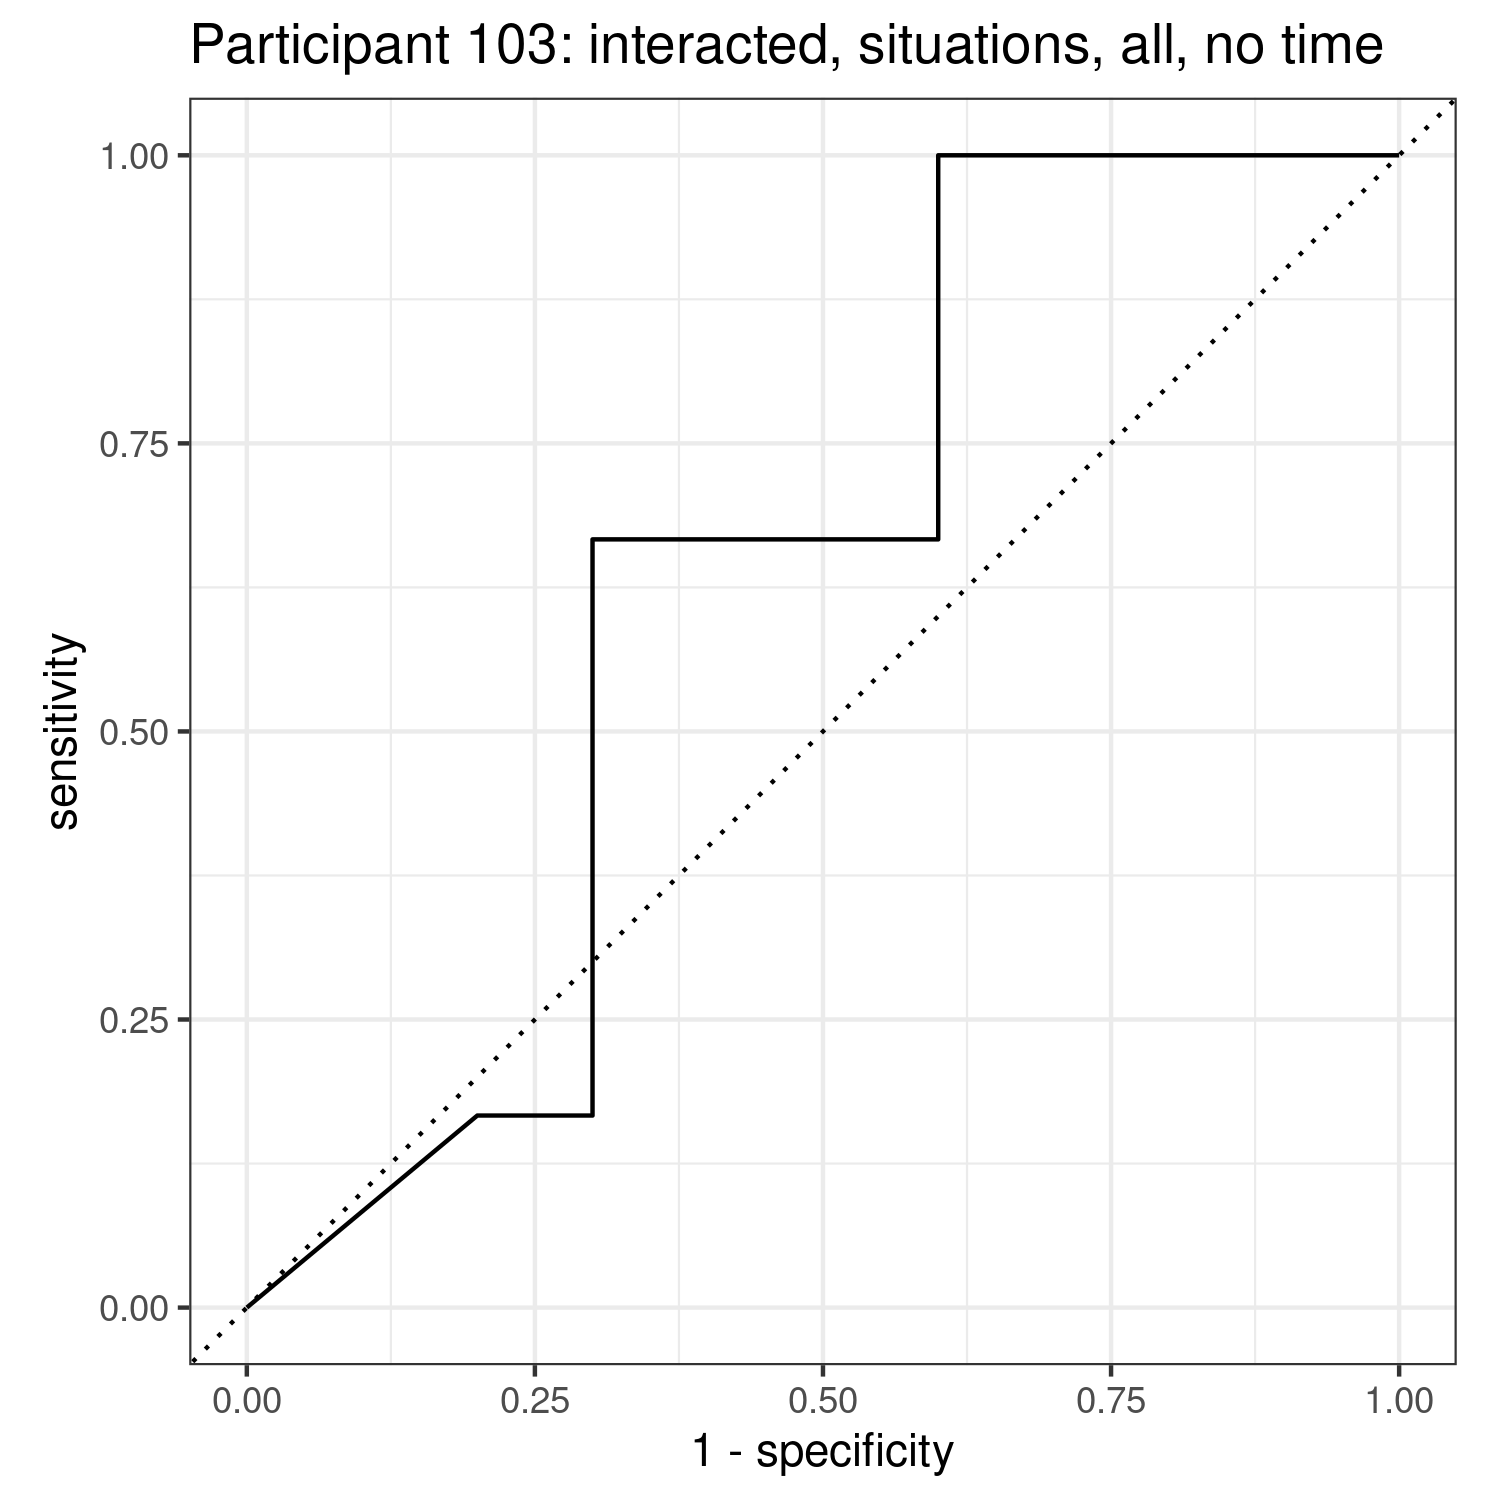 Participant 103: interacted, situations, all, no time
1.00
0.75
0.50
0.25
0.00
sensitivity
0.00 0.25 0.50 0.75 1.00
1 - specificity